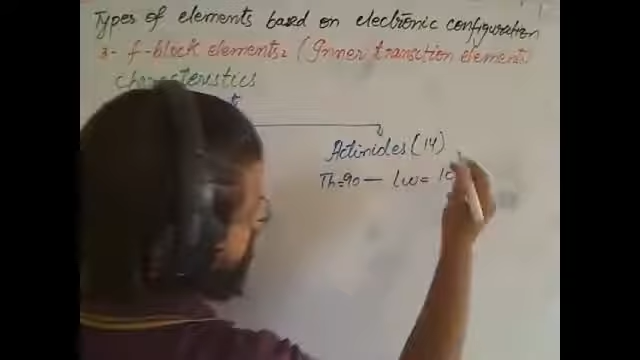 Types of elements based on electronic configuration
3- f-block elements: (Inner transition elements
characteristics
Actinides (14)
Th=90 — Lw = 10